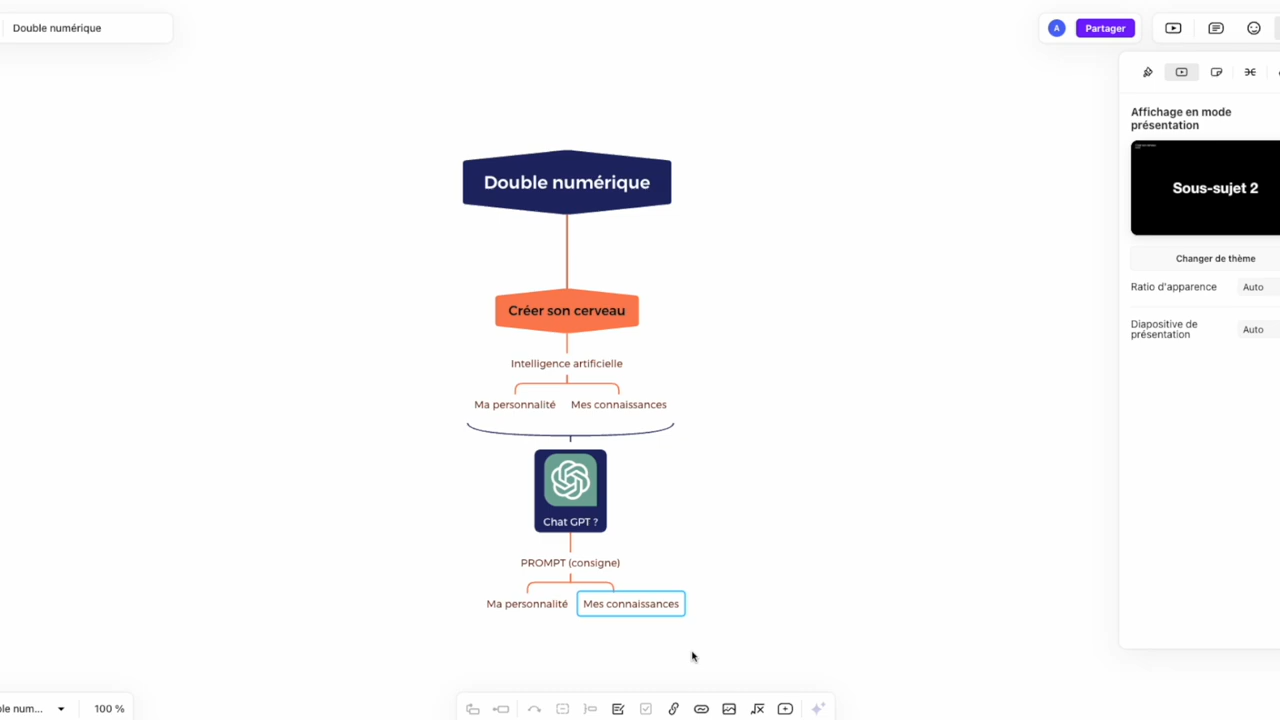 Double numérique
A
Partager
Affichage en mode
présentation
Sous-sujet 2
Changer de thème
Ratio d'apparence
Auto
Diapositive de
présentation
Auto
Double numérique
Créer son cerveau
Intelligence artificielle
Ma personnalité
Mes connaissances
Chat GPT ?
PROMPT (consigne)
Ma personnalité
Mes connaissances
ble num...
100 %